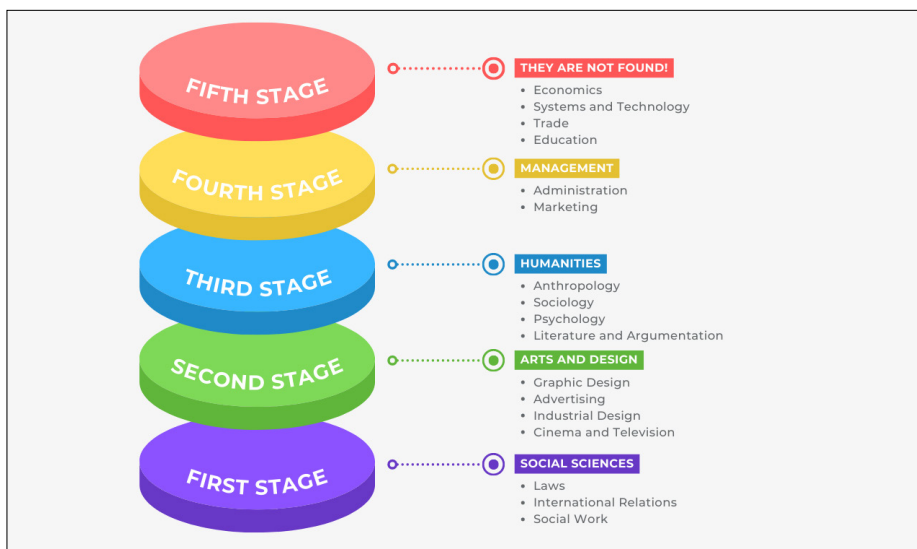 FIFTH STAGE
THEY ARE NOT FOUND!
• Economics
• Systems and Technology
• Trade
• Education
FOURTH STAGE
MANAGEMENT
• Administration
• Marketing
THIRD STAGE
HUMANITIES
• Anthropology
• Sociology
• Psychology
• Literature and Argumentation
SECOND STAGE
ARTS AND DESIGN
• Graphic Design
• Advertising
• Industrial Design
• Cinema and Television
FIRST STAGE
SOCIAL SCIENCES
• Laws
• International Relations
• Social Work